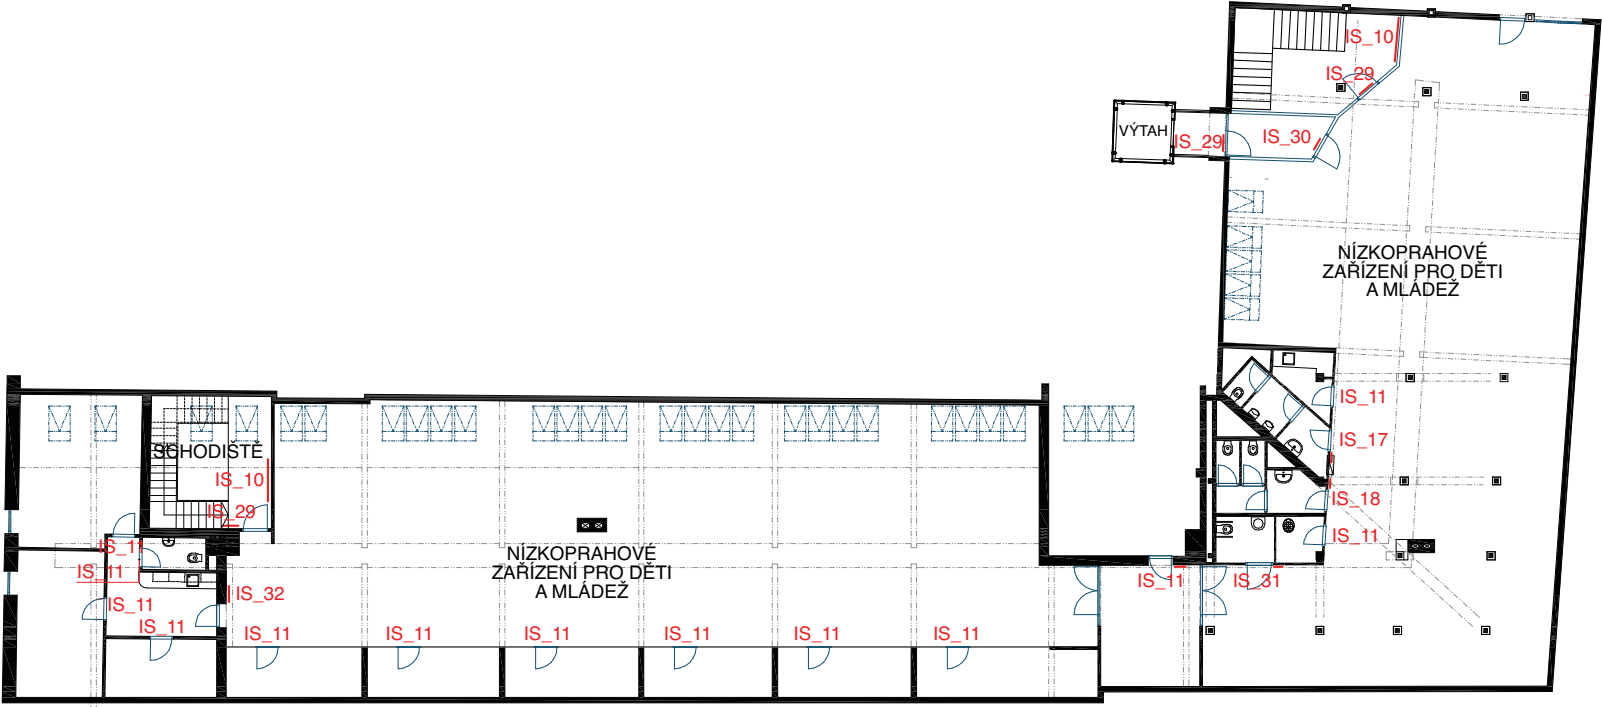 IS_10
IS_29
VÝTAH
IS_29
IS_30
NÍZKOPRAHOVÉ
ZAŘÍZENÍ PRO DĚTI
A MLÁDEŽ
IS_11
IS_17
IS_18
IS_11
SCHODIŠTĚ
IS_10
IS_29
IS_11
IS_11
IS_11
IS_11
IS_32
NÍZKOPRAHOVÉ
ZAŘÍZENÍ PRO DĚTI
A MLÁDEŽ
IS_11
IS_31
IS_11
IS_11
IS_11
IS_11
IS_11
IS_11